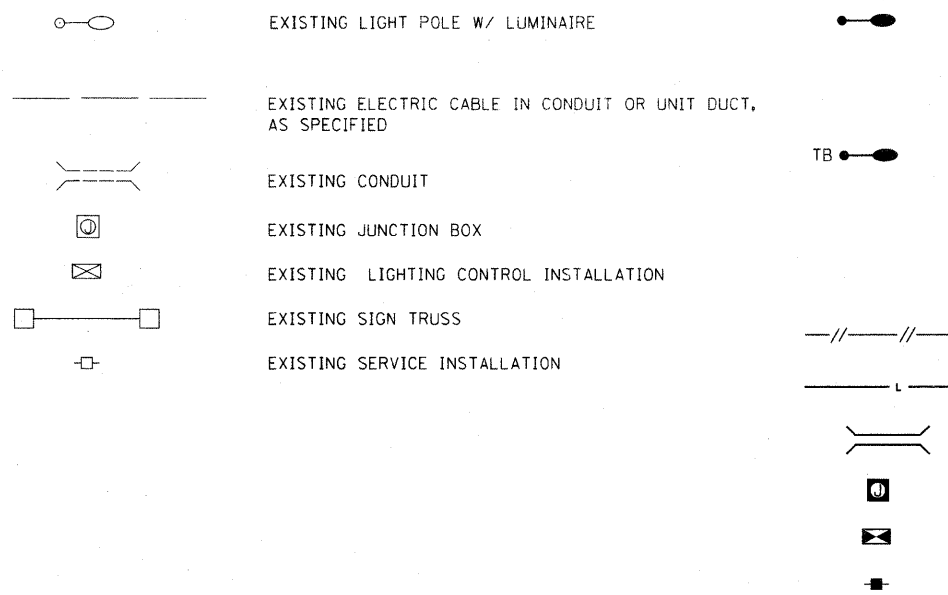 EXISTING LIGHT POLE W/ LUMINAIRE
EXISTING ELECTRIC CABLE IN CONDUIT OR UNIT DUCT,
AS SPECIFIED
TB
EXISTING CONDUIT
J
EXISTING JUNCTION BOX
EXISTING LIGHTING CONTROL INSTALLATION
EXISTING SIGN TRUSS
EXISTING SERVICE INSTALLATION
L
J